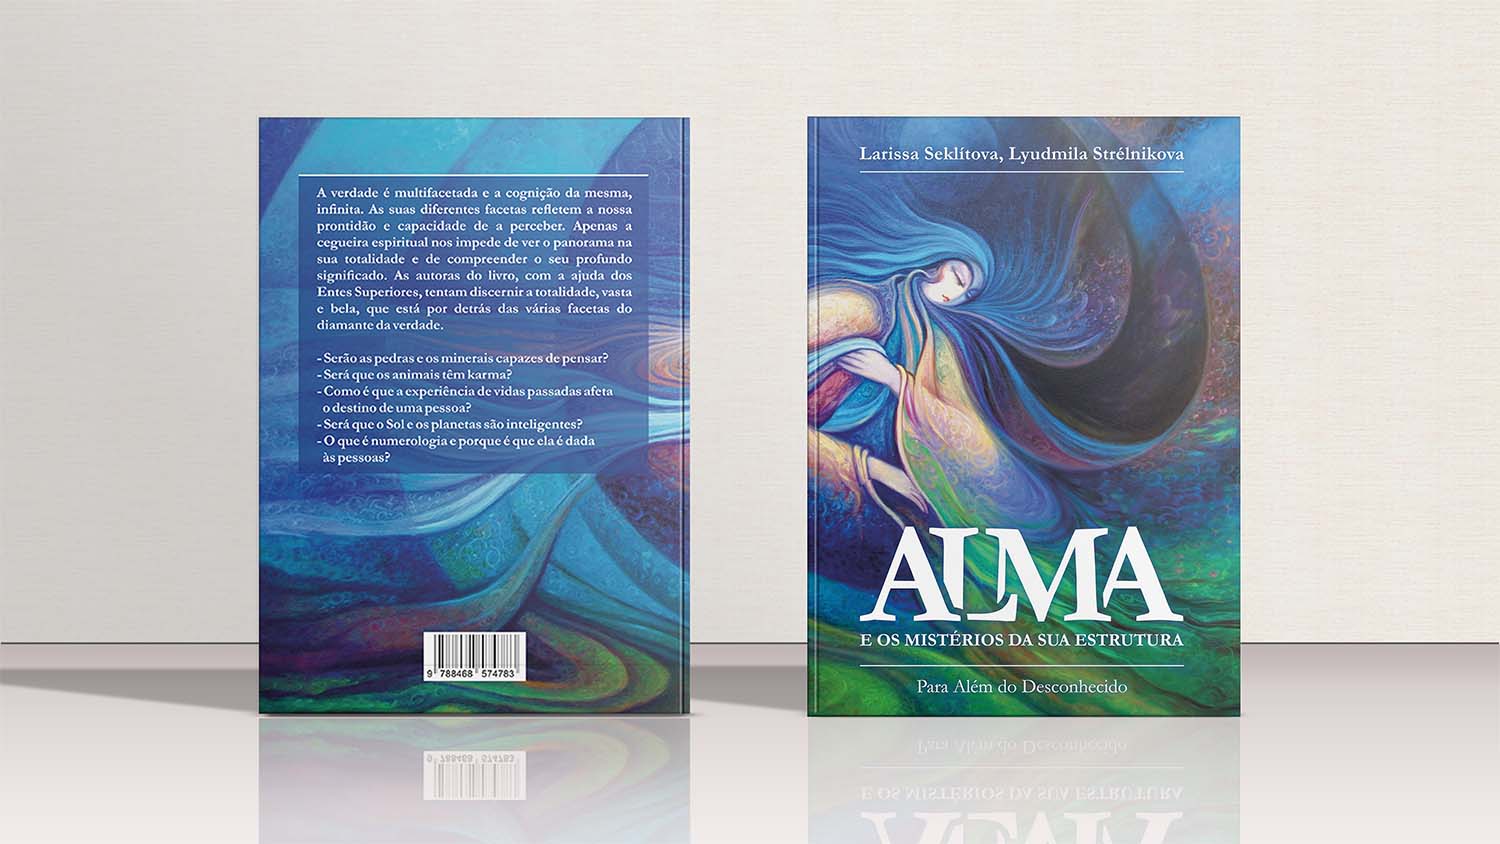 A verdade é multifacetada e a cognição da mesma,
infinita. As suas diferentes facetas refletem a nossa
prontidão e capacidade de a perceber. Apenas a
cegueira espiritual nos impede de ver o panorama na
sua totalidade e de compreender o seu profundo
significado. As autoras do livro, com a ajuda dos
Entes Superiores, tentam discernir a totalidade, vasta
e bela, que está por detrás das várias facetas do
diamante da verdade.
- Serão as pedras e os minerais capazes de pensar?
- Será que os animais têm karma?
- Como é que a experiência de vidas passadas afeta
o destino de uma pessoa?
- Será que o Sol e os planetas são inteligentes?
- O que é numerologia e porque é que ela é dada
às pessoas?
9 788468 574783
Larissa Seklítova, Lyudmila Strélnikova
ALMA
E OS MISTÉRIOS DA SUA ESTRUTURA
Para Além do Desconhecido